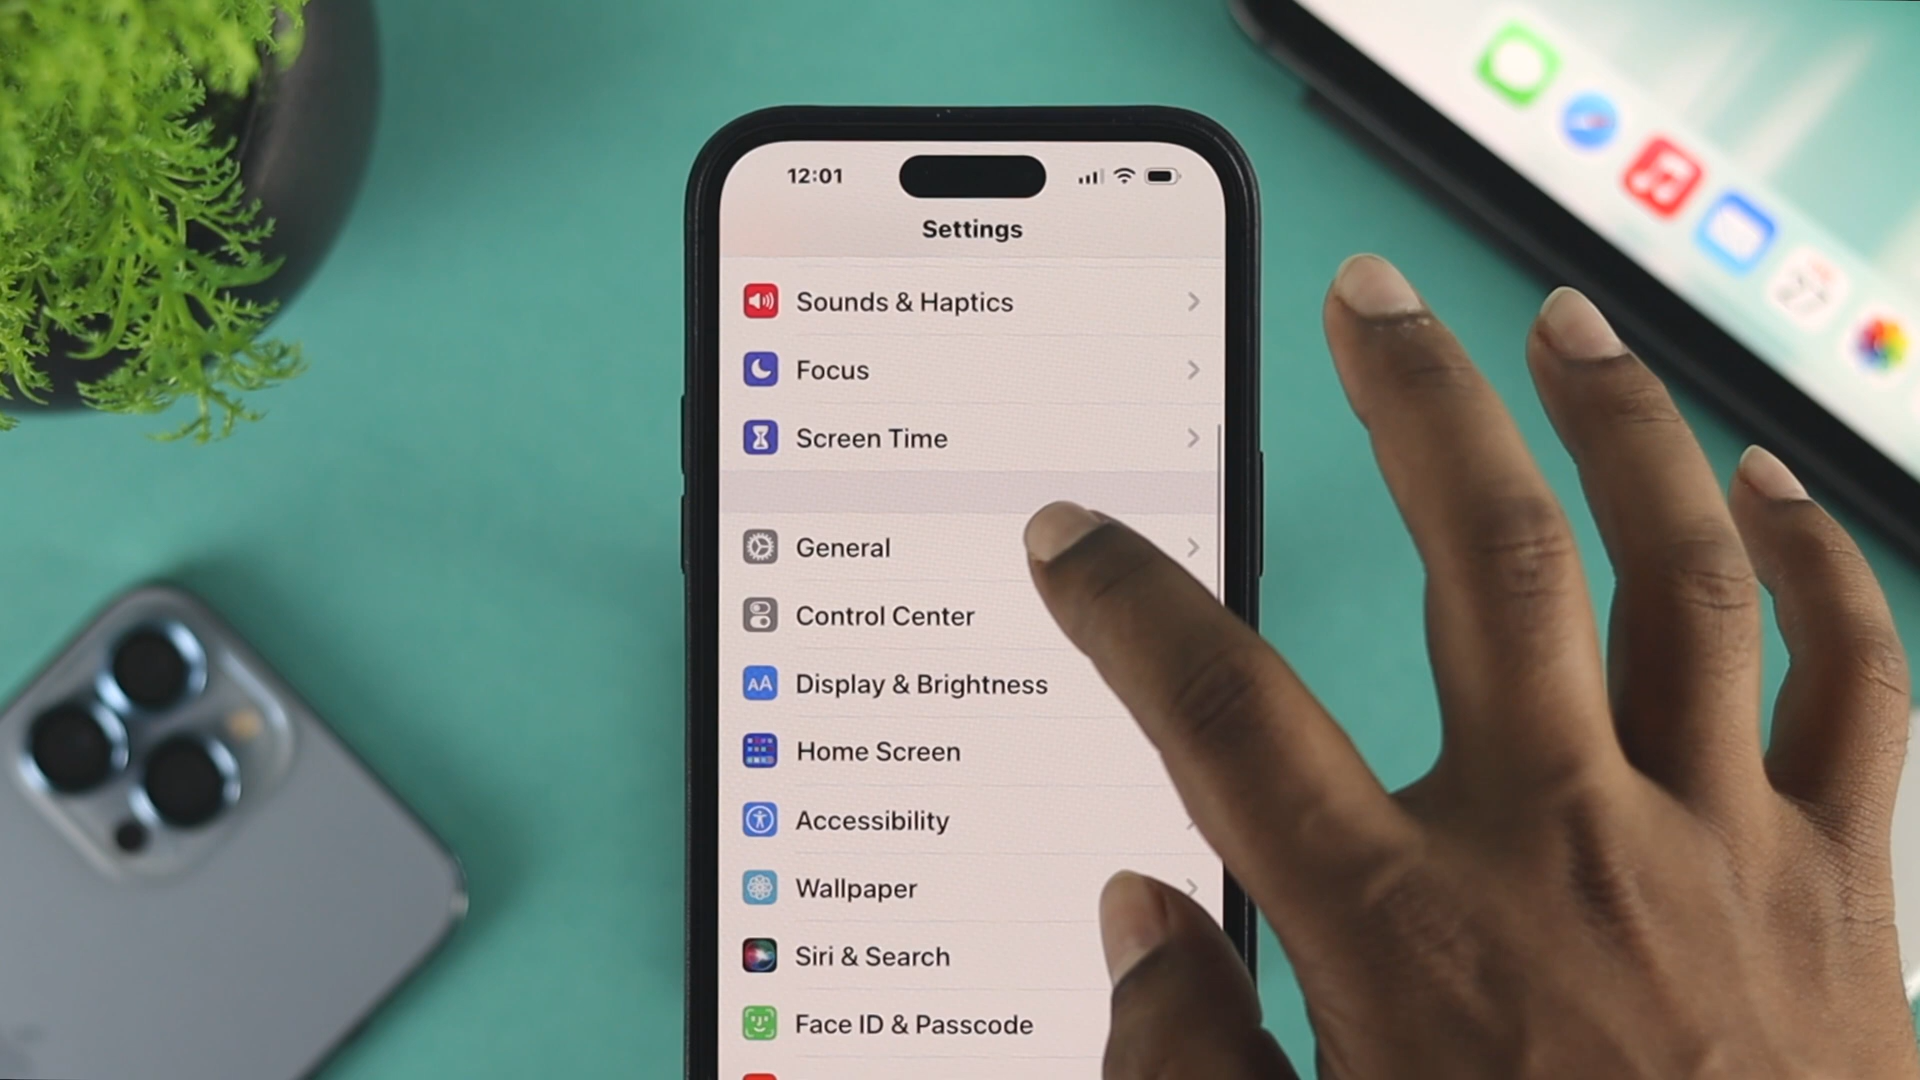 12:01
Settings
Sounds & Haptics
Focus
Screen Time
General
Control Center
AA Display & Brightness
Home Screen
Accessibility
Wallpaper
Siri & Search
Face ID & Passcode
27